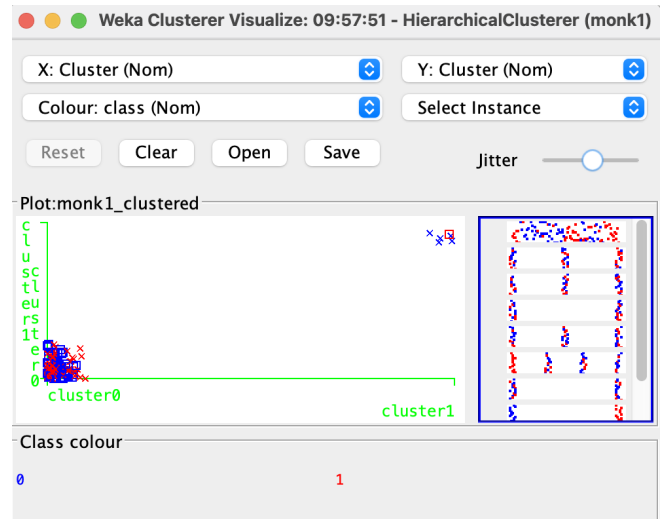 Weka Clusterer Visualize: 09:57:51 - HierarchicalClusterer (monk1)
X: Cluster (Nom)
Y: Cluster (Nom)
Colour: class (Nom)
Select Instance
Reset
Clear
Open
Save
Jitter
Plot:monk1_clustered
cluster1
cluster0
cluster0
cluster1
Class colour
0
1